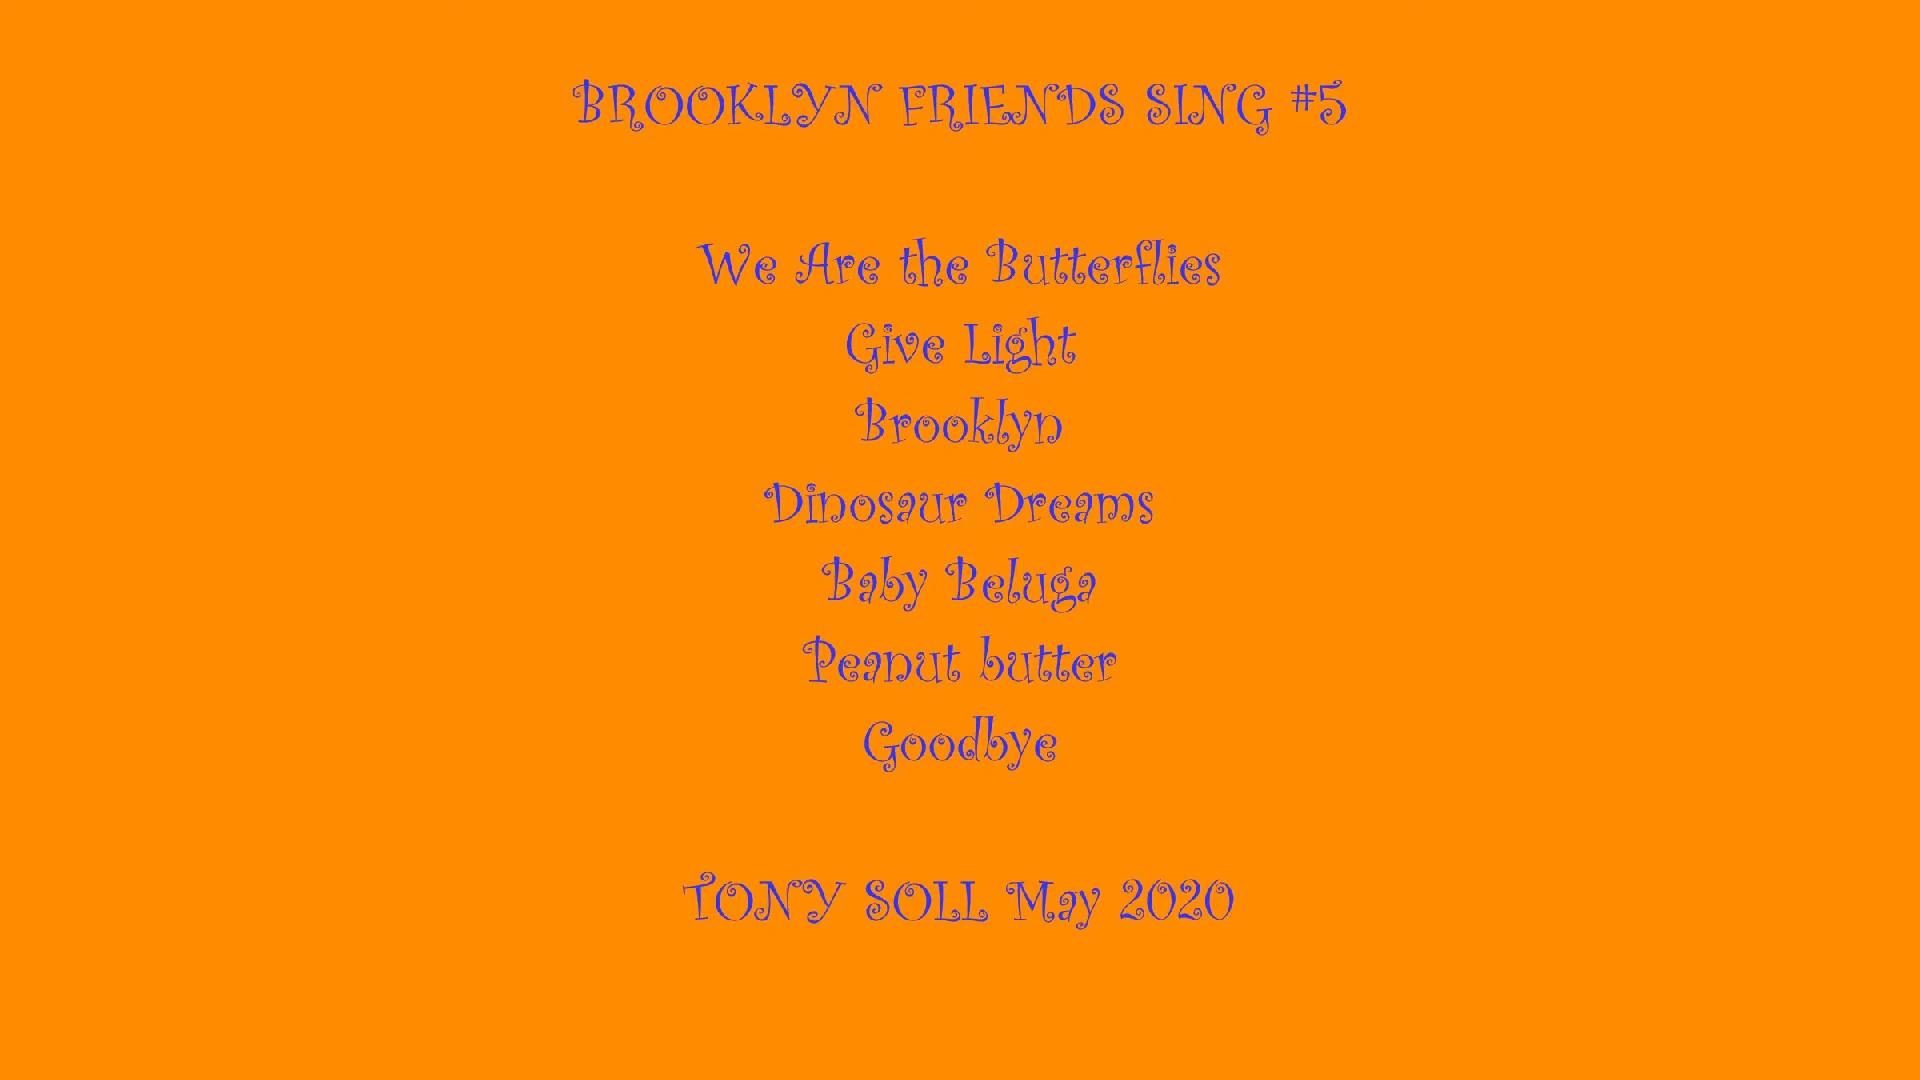 BROOKLYN FRIENDS SING #5
We Are the Butterflies
Give Light
Brooklyn
Dinosaur Dreams
Baby Beluga
Peanut butter
Goodbye
TONY SOLL May 2020